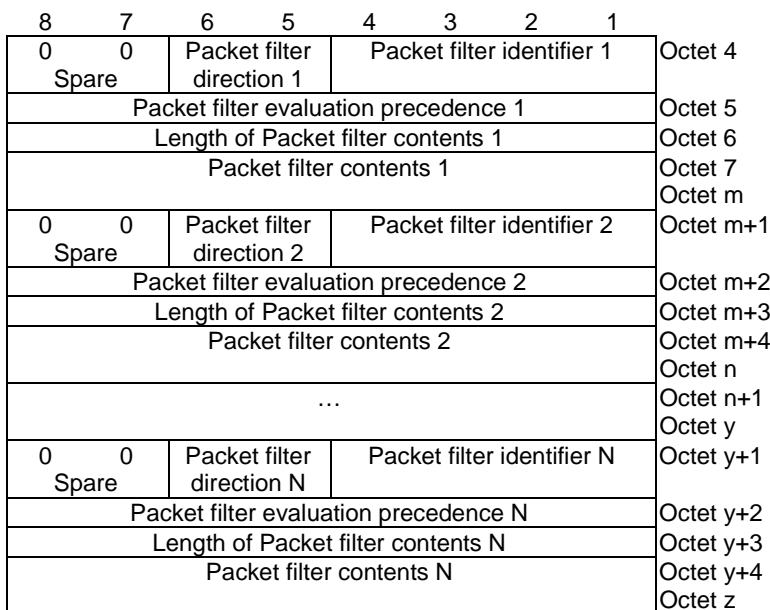 8 7 6 5 4 3 2 1
0 0 Packet filter Packet filter identifier 1 Octet 4
Spare direction 1
Packet filter evaluation precedence 1 Octet 5
Length of Packet filter contents 1 Octet 6
Packet filter contents 1 Octet 7
Octet m
0 0 Packet filter Packet filter identifier 2 Octet m+1
Spare direction 2
Packet filter evaluation precedence 2 Octet m+2
Length of Packet filter contents 2 Octet m+3
Packet filter contents 2 Octet m+4
Octet n
… Octet n+1
Octet y
0 0 Packet filter Packet filter identifier N Octet y+1
Spare direction N
Packet filter evaluation precedence N Octet y+2
Length of Packet filter contents N Octet y+3
Packet filter contents N Octet y+4
Octet z